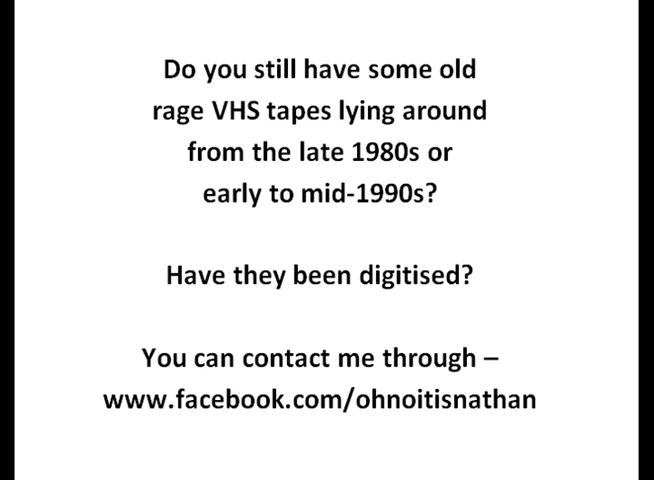 Do you still have some old
rage VHS tapes lying around
from the late 1980s or
early to mid-1990s?
Have they been digitised?
You can contact me through –
www.facebook.com/ohnoitisnathan